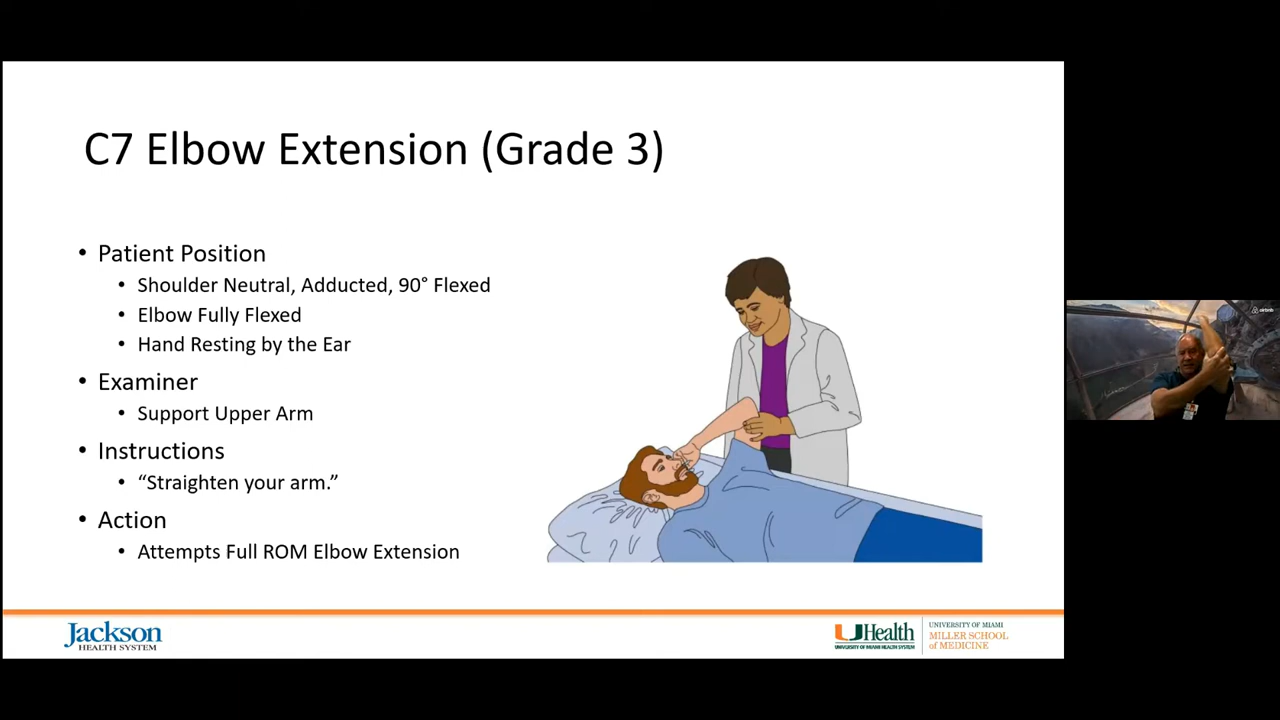 C7 Elbow Extension (Grade 3)
• Patient Position
• Shoulder Neutral, Adducted, 90° Flexed
• Elbow Fully Flexed
• Hand Resting by the Ear
• Examiner
• Support Upper Arm
• Instructions
• “Straighten your arm.”
• Action
• Attempts Full ROM Elbow Extension
airbnb
Jackson
HEALTH SYSTEM
UHealth
UNIVERSITY OF MIAMI HEALTH SYSTEM
UNIVERSITY OF MIAMI
MILLER SCHOOL
of MEDICINE